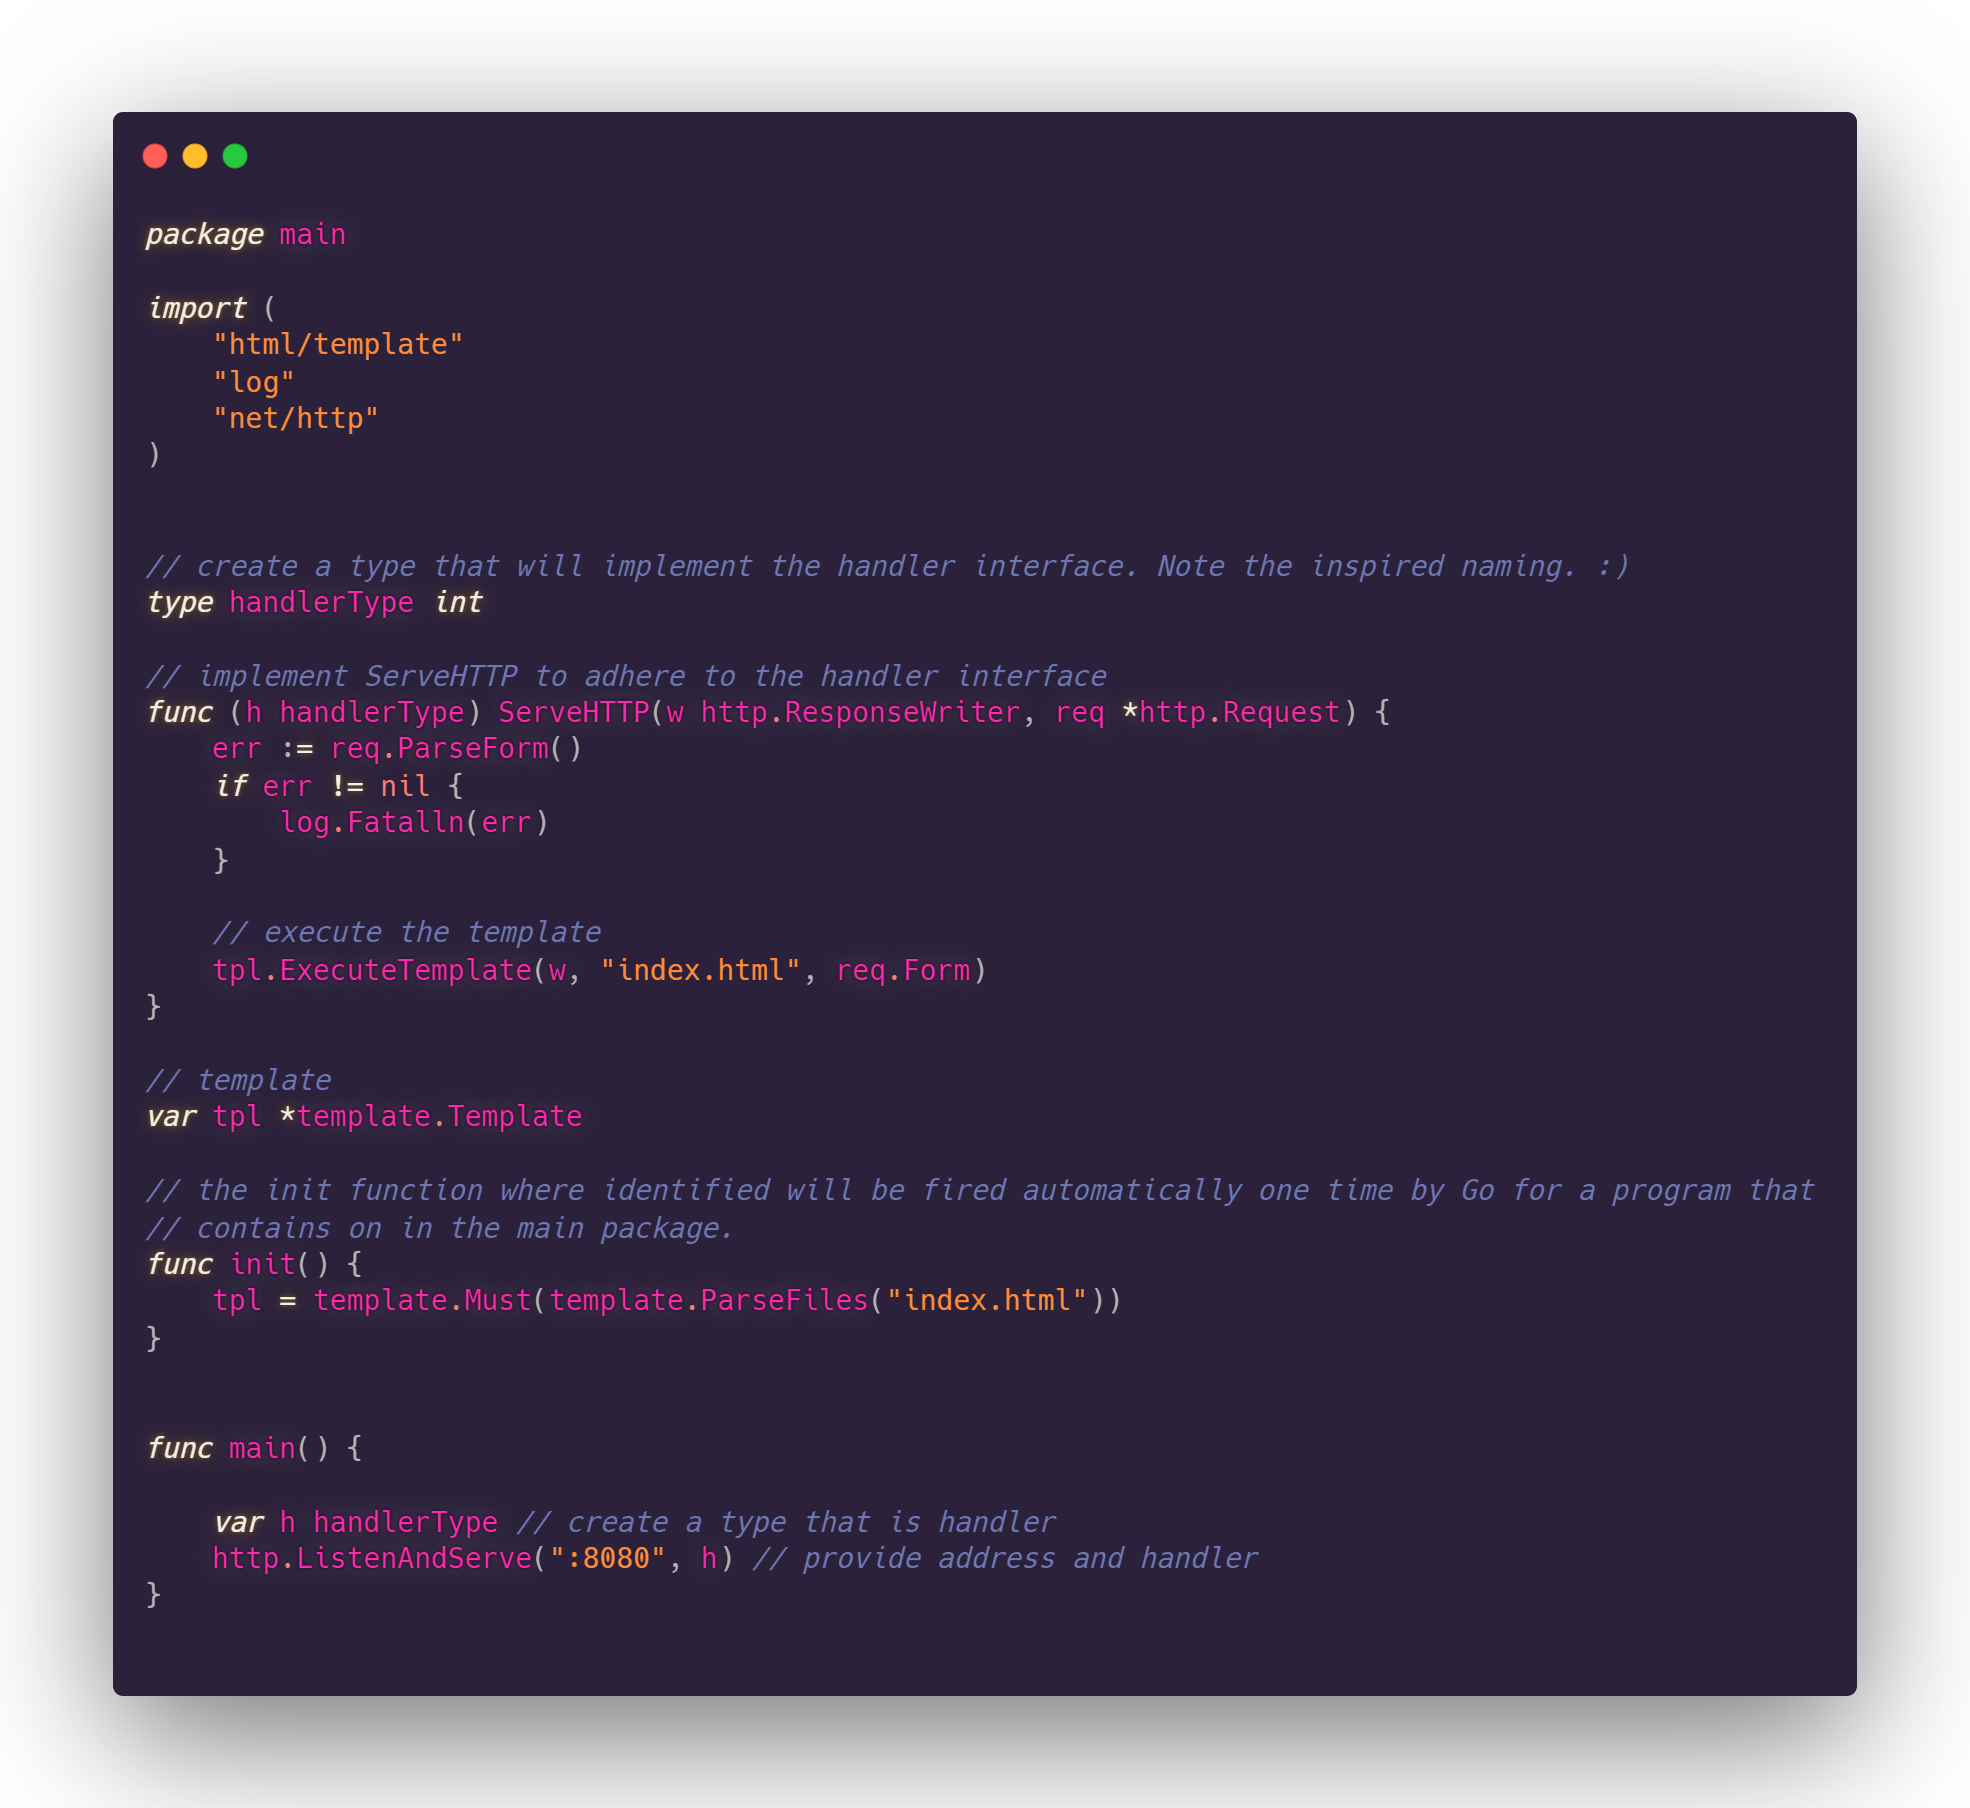 package main
import (
    "html/template"
    "log"
    "net/http"
)
// create a type that will implement the handler interface. Note the inspired naming. :)
type handlerType int
// implement ServeHTTP to adhere to the handler interface
func (h handlerType) ServeHTTP(w http.ResponseWriter, req *http.Request) {
    err := req.ParseForm()
    if err != nil {
        log.Fatalln(err)
    }
    // execute the template
    tpl.ExecuteTemplate(w, "index.html", req.Form)
}
// template
var tpl *template.Template
// the init function where identified will be fired automatically one time by Go for a program that
// contains on in the main package.
func init() {
    tpl = template.Must(template.ParseFiles("index.html"))
}
func main() {
    var h handlerType // create a type that is handler
    http.ListenAndServe(":8080", h) // provide address and handler
}